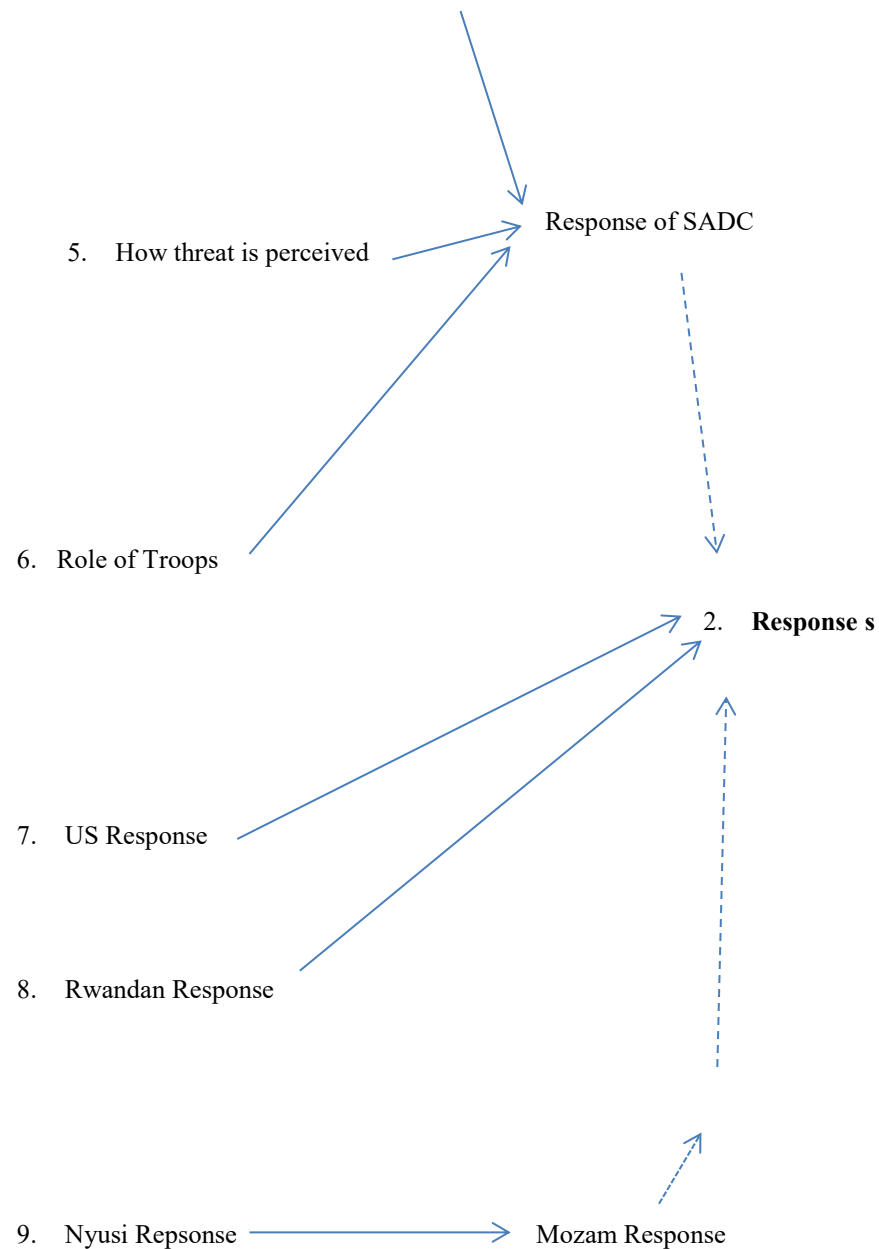 Response of SADC
5. How threat is perceived
6. Role of Troops
2. Response s
7. US Response
8. Rwandan Response
9. Nyusi Repsonse
Mozam Response